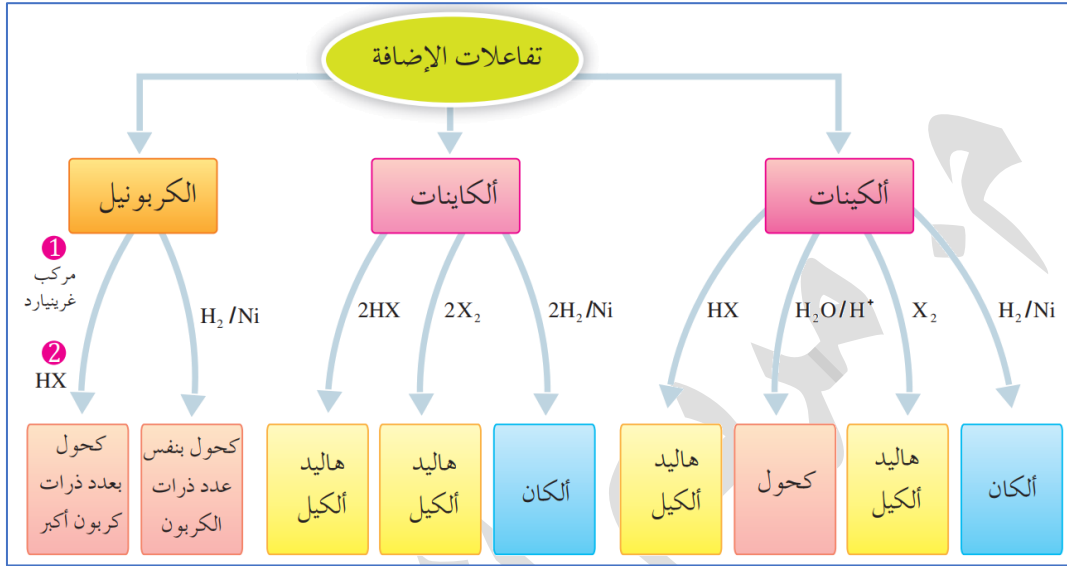 تفاعلات الإضافة
ألكينات
ألكاينات
الكربونيل
H₂/Ni
X₂
H₂O/H⁺
HX
2H₂/Ni
2X₂
2HX
H₂/Ni
1
مركب
غرينيارد
2
HX
ألكان
هاليد
ألكيل
كحول
هاليد
ألكيل
ألكان
هاليد
ألكيل
هاليد
ألكيل
كحول بنفس
عدد ذرات
الكربون
كحول
بعدد ذرات
كربون أكبر